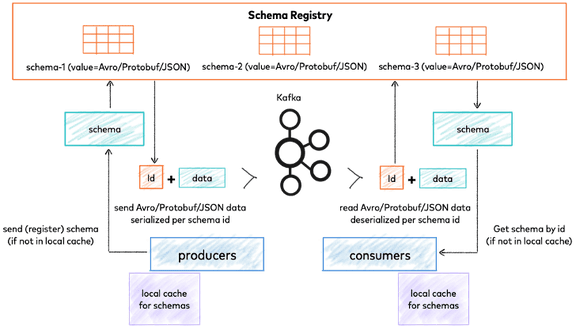 Schema Registry
schema-1 (value=Avro/Protobuf/JSON)
schema-2 (value=Avro/Protobuf/JSON)
schema-3 (value=Avro/Protobuf/JSON)
Kafka
schema
schema
Id
+
data
Id
+
data
send Avro/Protobuf/JSON data
serialized per schema id
read Avro/Protobuf/JSON data
deserialized per schema id
send (register) schema
(if not in local cache)
Get schema by id
(if not in local cache)
producers
consumers
local cache
for schemas
local cache
for schemas